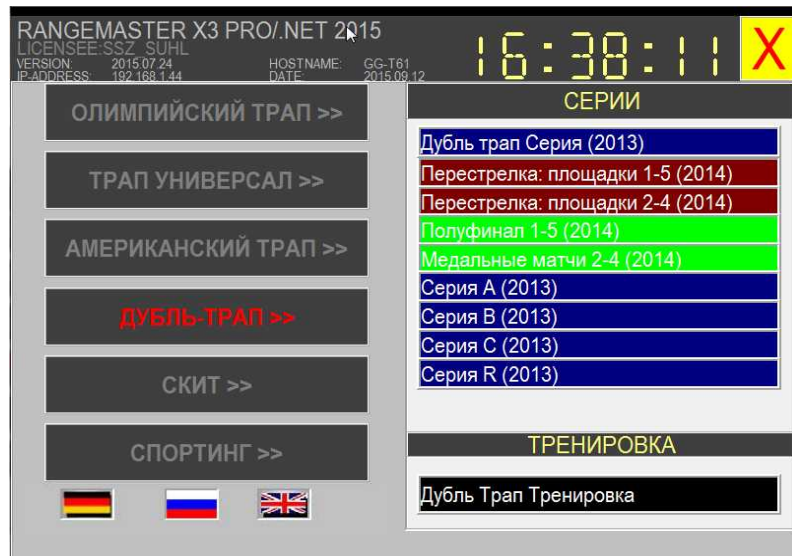 RANGEMASTER X3 PRO/.NET 2015
LICENSEE:SSZ_SUHL
VERSION: 2015.07.24 HOSTNAME: GG-T61
IP-ADDRESS: 192.168.1.44 DATE: 2015.09.12
16:38:11
X
ОЛИМПИЙСКИЙ ТРАП >>
ТРАП УНИВЕРСАЛ >>
АМЕРИКАНСКИЙ ТРАП >>
ДУБЛЬ-ТРАП >>
СКИТ >>
СПОРТИНГ >>
СЕРИИ
Дубль трап Серия (2013)
Перестрелка: площадки 1-5 (2014)
Перестрелка: площадки 2-4 (2014)
Полуфинал 1-5 (2014)
Медальные матчи 2-4 (2014)
Серия A (2013)
Серия B (2013)
Серия C (2013)
Серия R (2013)
ТРЕНИРОВКА
Дубль Трап Тренировка